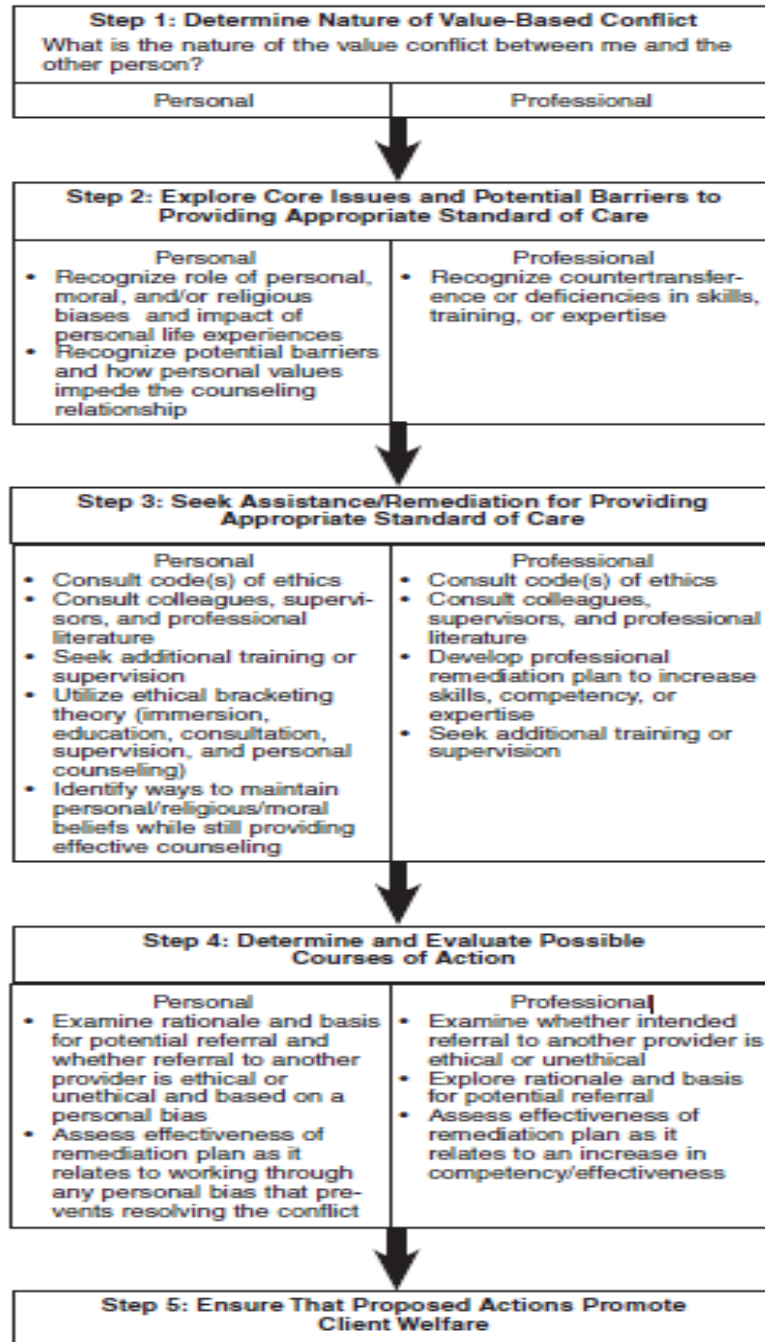 Step 1: Determine Nature of Value-Based Conflict
What is the nature of the value conflict between me and the
other person?
Personal
Professional
Step 2: Explore Core Issues and Potential Barriers to
Providing Appropriate Standard of Care
Personal
• Recognize role of personal,
moral, and/or religious
biases and impact of
personal life experiences
• Recognize potential barriers
and how personal values
impede the counseling
relationship
Professional
• Recognize countertransfer-
ence or deficiencies in skills,
training, or expertise
Step 3: Seek Assistance/Remediation for Providing
Appropriate Standard of Care
Personal
• Consult code(s) of ethics
• Consult colleagues, supervi-
sors, and professional
literature
• Seek additional training or
supervision
• Utilize ethical bracketing
theory (immersion,
education, consultation,
supervision, and personal
counseling)
• Identify ways to maintain
personal/religious/moral
beliefs while still providing
effective counseling
Professional
• Consult code(s) of ethics
• Consult colleagues,
supervisors, and professional
literature
• Develop professional
remediation plan to increase
skills, competency, or
expertise
• Seek additional training or
supervision
Step 4: Determine and Evaluate Possible
Courses of Action
Personal
• Examine rationale and basis
for potential referral and
whether referral to another
provider is ethical or
unethical and based on a
personal bias
• Assess effectiveness of
remediation plan as it
relates to working through
any personal bias that pre-
vents resolving the conflict
Professional
• Examine whether intended
referral to another provider is
ethical or unethical
• Explore rationale and basis
for potential referral
• Assess effectiveness of
remediation plan as it
relates to an increase in
competency/effectiveness
Step 5: Ensure That Proposed Actions Promote
Client Welfare